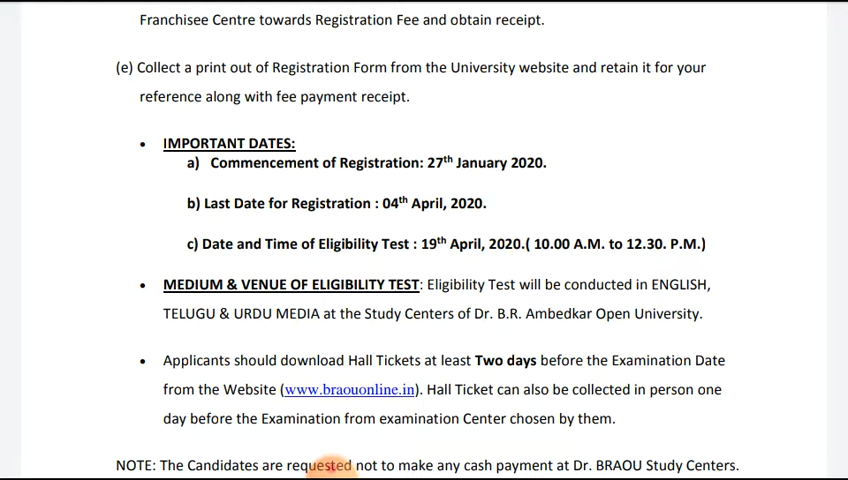 Franchisee Centre towards Registration Fee and obtain receipt.
(e) Collect a print out of Registration Form from the University website and retain it for your
reference along with fee payment receipt.
• IMPORTANT DATES:
a) Commencement of Registration: 27th January 2020.
b) Last Date for Registration : 04th April, 2020.
c) Date and Time of Eligibility Test : 19th April, 2020.( 10.00 A.M. to 12.30. P.M.)
• MEDIUM & VENUE OF ELIGIBILITY TEST: Eligibility Test will be conducted in ENGLISH,
TELUGU & URDU MEDIA at the Study Centers of Dr. B.R. Ambedkar Open University.
• Applicants should download Hall Tickets at least Two days before the Examination Date
from the Website (www.braouonline.in). Hall Ticket can also be collected in person one
day before the Examination from examination Center chosen by them.
NOTE: The Candidates are requested not to make any cash payment at Dr. BRAOU Study Centers.